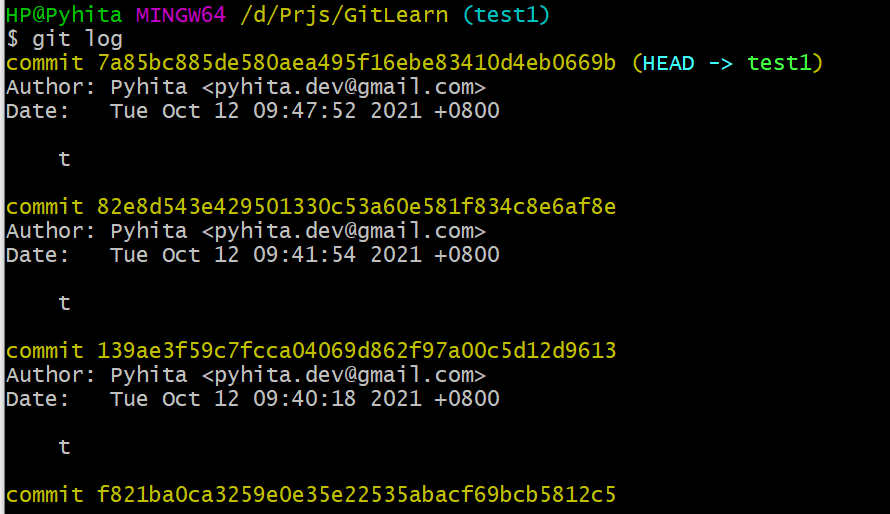 HP@Pyhita MINGW64 /d/Prjs/GitLearn (test1)
$ git log
commit 7a85bc885de580aea495f16ebe83410d4eb0669b (HEAD -> test1)
Author: Pyhita <pyhita.dev@gmail.com>
Date:   Tue Oct 12 09:47:52 2021 +0800
t
commit 82e8d543e429501330c53a60e581f834c8e6af8e
Author: Pyhita <pyhita.dev@gmail.com>
Date:   Tue Oct 12 09:41:54 2021 +0800
t
commit 139ae3f59c7fcca04069d862f97a00c5d12d9613
Author: Pyhita <pyhita.dev@gmail.com>
Date:   Tue Oct 12 09:40:18 2021 +0800
t
commit f821ba0ca3259e0e35e22535abacf69bcb5812c5